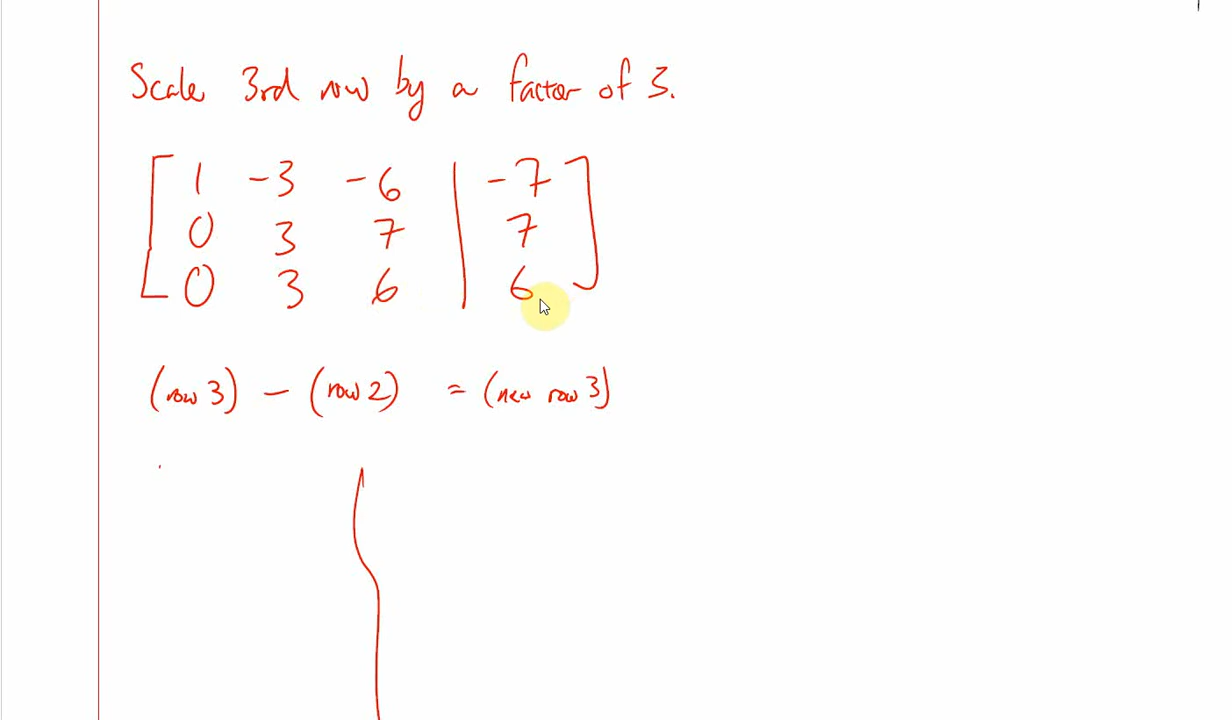 Scale 3rd row by a factor of 3.
1 -3 -6 | -7
0 3 7 | 7
0 3 6 | 6
(row 3) - (row 2) = (new row 3)